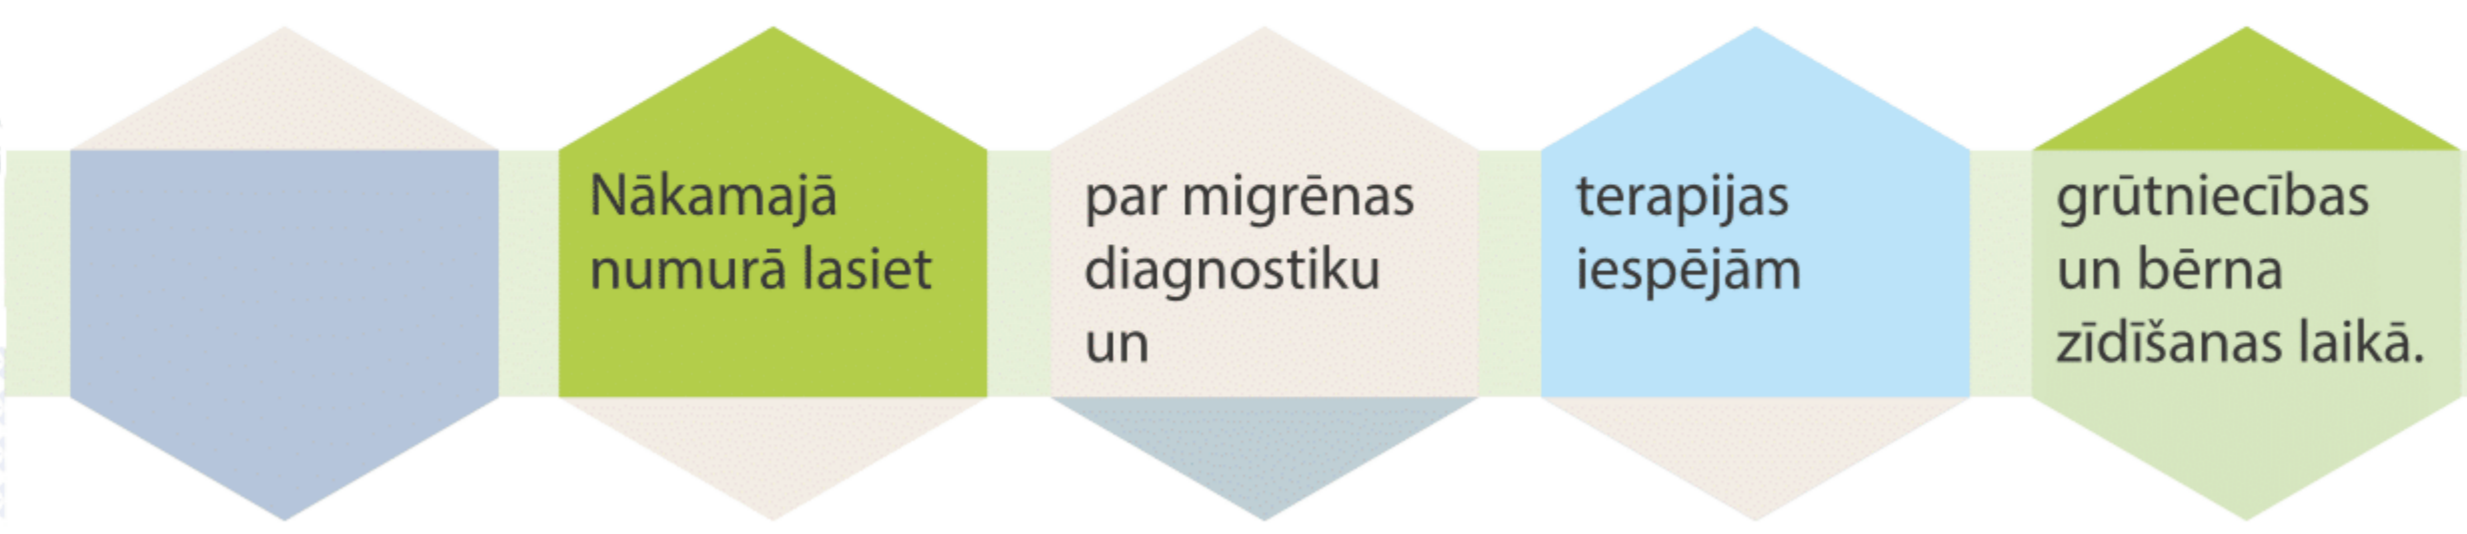 Nākamajā
numurā lasiet
par migrēnas
diagnostiku
un
terapijas
iespējām
grūtniecības
un bērna
zīdīšanas laikā.